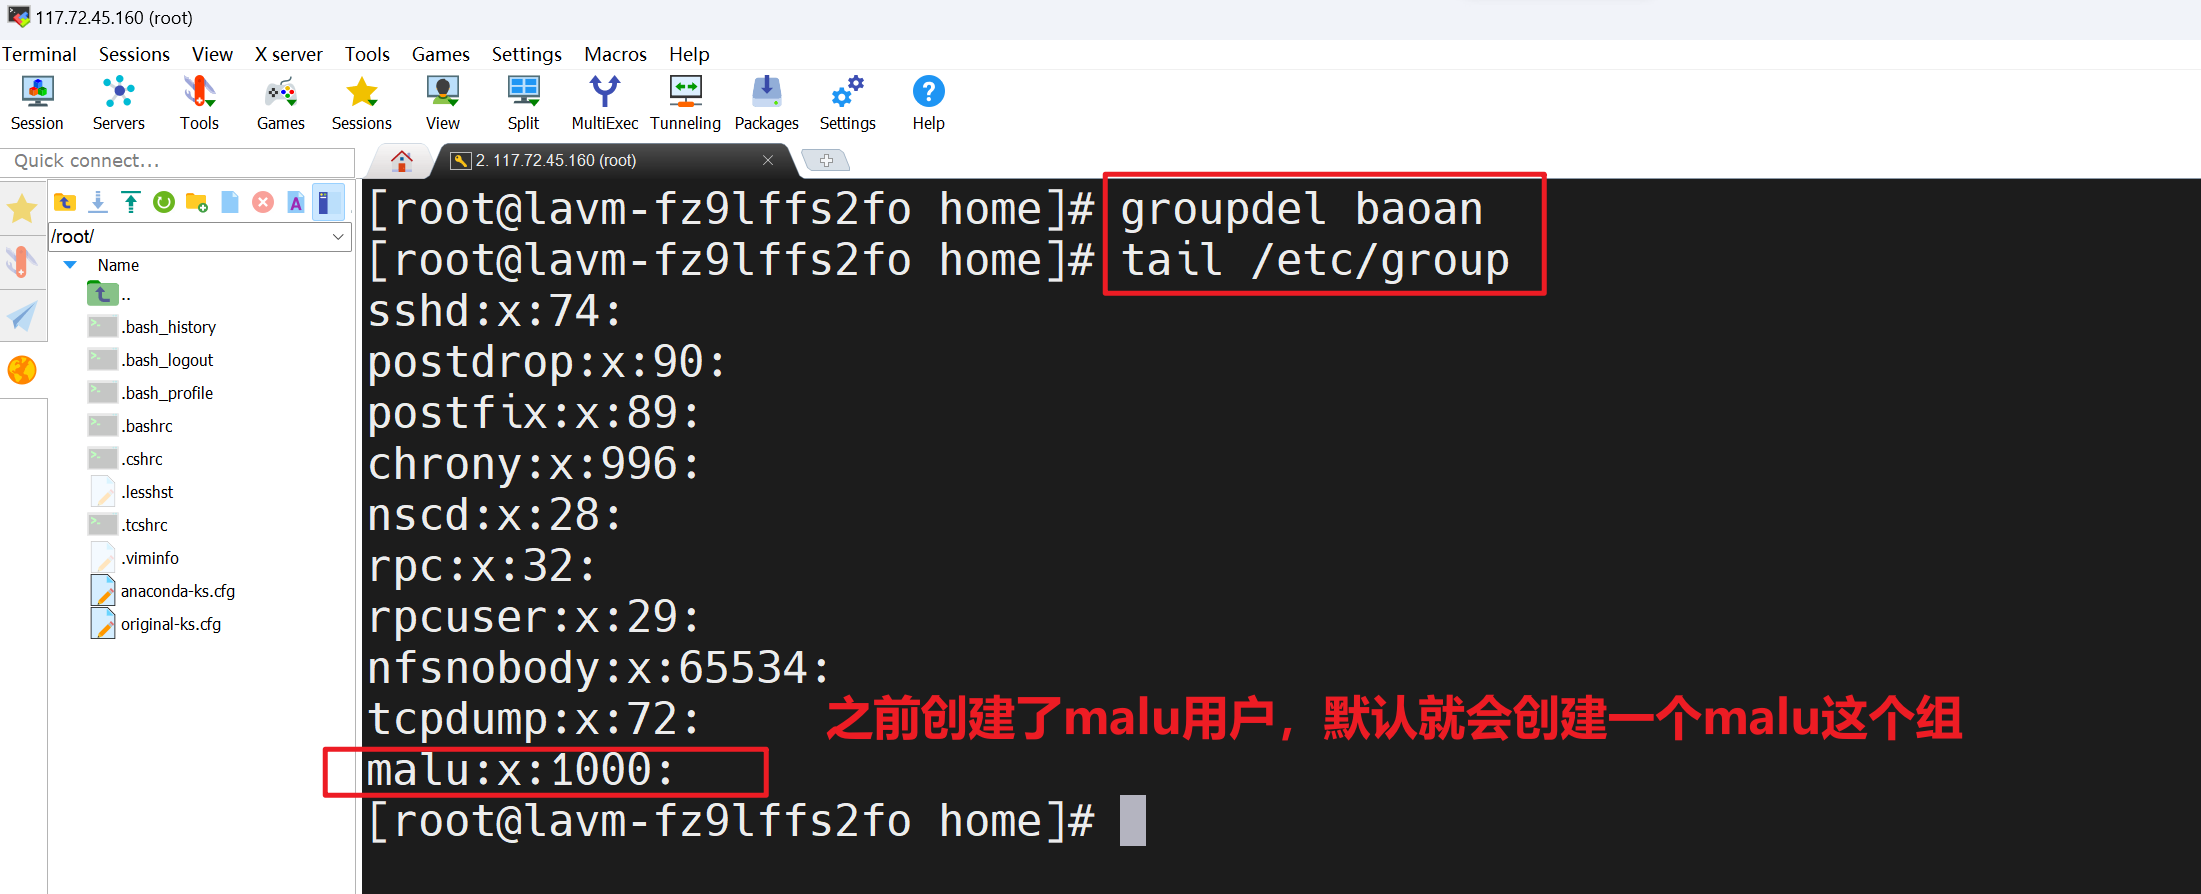 117.72.45.160 (root)
Terminal Sessions View X server Tools Games Settings Macros Help
Session Servers Tools Games Sessions View Split MultiExec Tunneling Packages Settings Help
Quick connect...
2. 117.72.45.160 (root)
/root/
Name
..
.bash_history
.bash_logout
.bash_profile
.bashrc
.cshrc
.lesshst
.tcshrc
.viminfo
anaconda-ks.cfg
original-ks.cfg
[root@lavm-fz9lffs2fo home]# groupdel baoan
[root@lavm-fz9lffs2fo home]# tail /etc/group
sshd:x:74:
postdrop:x:90:
postfix:x:89:
chrony:x:996:
nscd:x:28:
rpc:x:32:
rpcuser:x:29:
nfsnobody:x:65534:
tcpdump:x:72:
之前创建了malu用户，默认就会创建一个malu这个组
malu:x:1000:
[root@lavm-fz9lffs2fo home]#